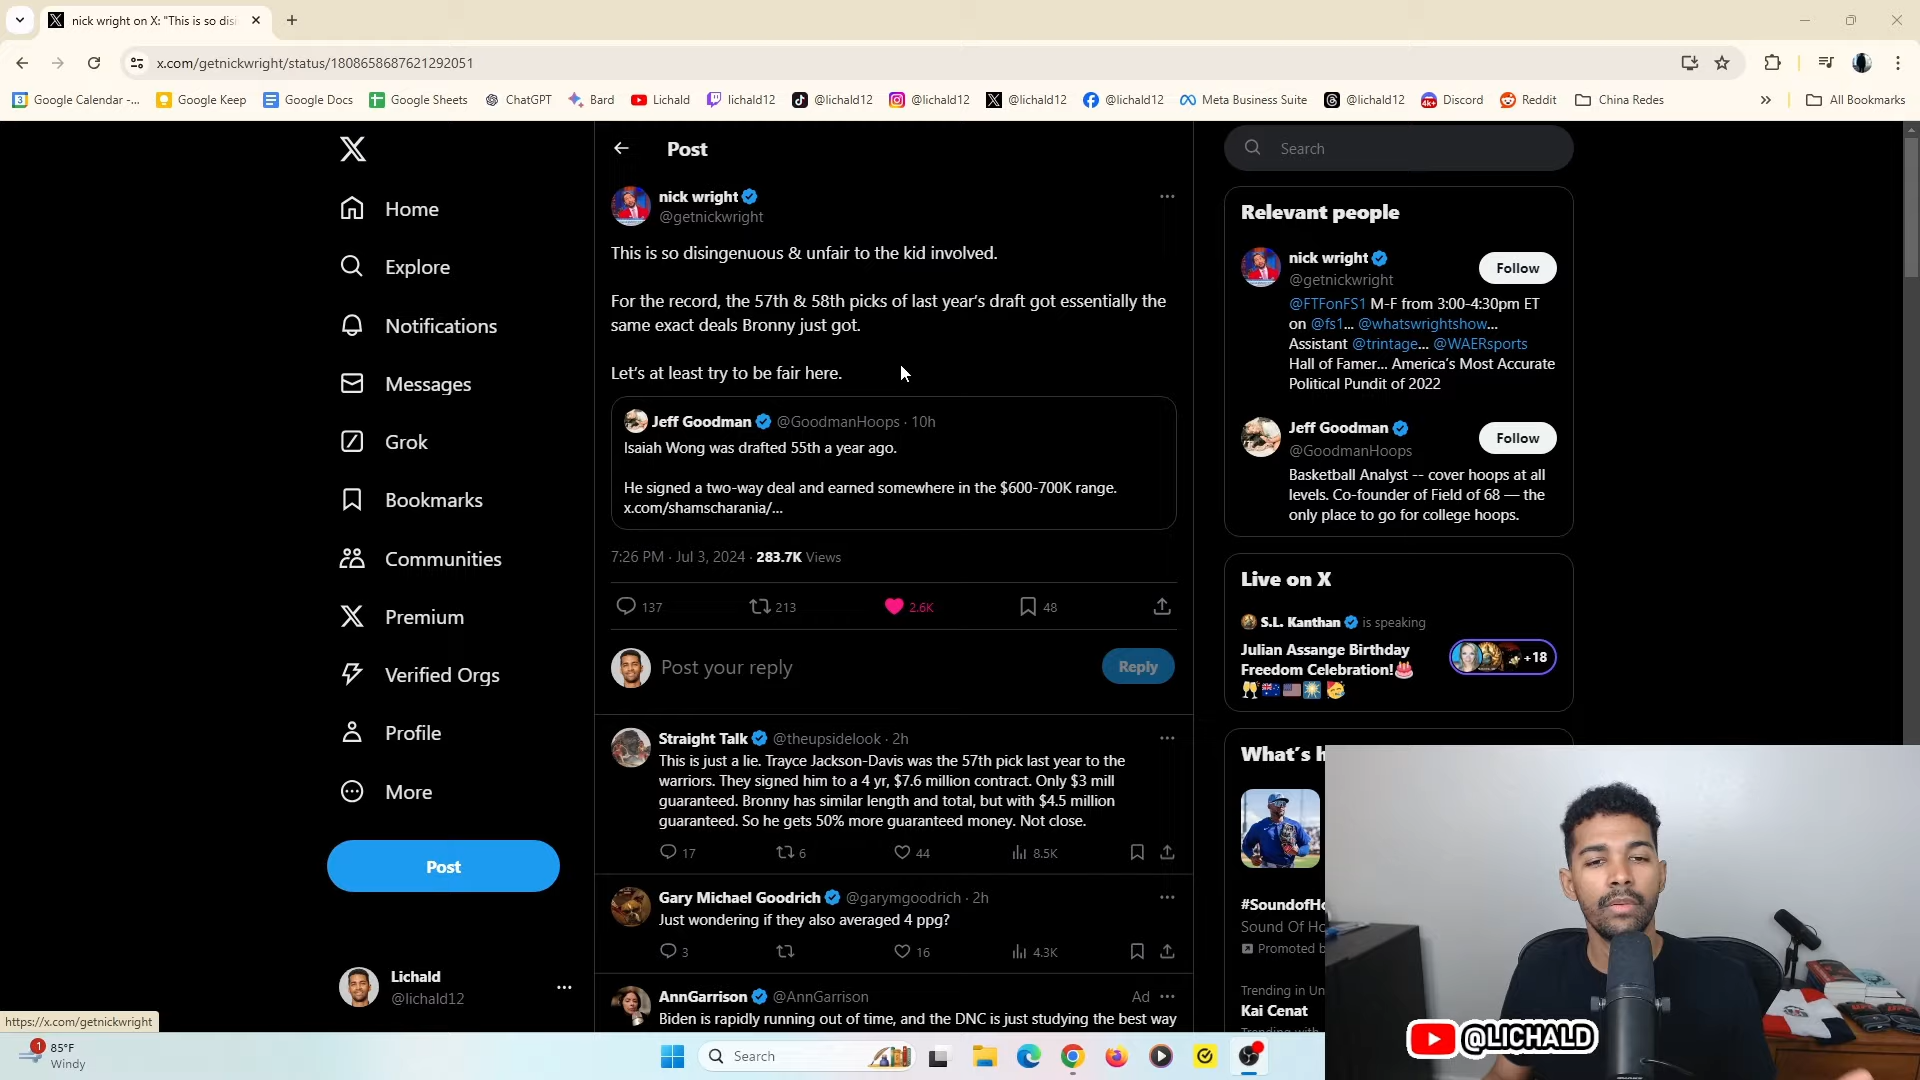 nick wright on X: "This is so dis
x.com/getnickwright/status/1808658687621292051
Google Calendar -...
Google Keep
Google Docs
Google Sheets
ChatGPT
Bard
Lichald
lichald12
@lichald12
@lichald12
@lichald12
@lichald12
Meta Business Suite
@lichald12
Discord
Reddit
China Redes
All Bookmarks
Home
Explore
Notifications
Messages
Grok
Bookmarks
Communities
Premium
Verified Orgs
Profile
More
Post
Lichald
@lichald12
https://x.com/getnickwright
Post
nick wright
@getnickwright
This is so disingenuous & unfair to the kid involved.
For the record, the 57th & 58th picks of last year's draft got essentially the
same exact deals Bronny just got.
Let's at least try to be fair here.
Jeff Goodman @GoodmanHoops · 10h
Isaiah Wong was drafted 55th a year ago.
He signed a two-way deal and earned somewhere in the $600-700K range.
x.com/shamscharania/...
7:26 PM · Jul 3, 2024 · 283.7K Views
137 213 2.6K 48
Post your reply
Reply
Straight Talk @theupsidelook · 2h
This is just a lie. Trayce Jackson-Davis was the 57th pick last year to the
warriors. They signed him to a 4 yr, $7.6 million contract. Only $3 mill
guaranteed. Bronny has similar length and total, but with $4.5 million
guaranteed. So he gets 50% more guaranteed money. Not close.
17 6 44 8.5K
Gary Michael Goodrich @garymgoodrich · 2h
Just wondering if they also averaged 4 ppg?
3 16 4.3K
AnnGarrison @AnnGarrison Ad
Biden is rapidly running out of time, and the DNC is just studying the best way
Search
Relevant people
nick wright
@getnickwright
Follow
@FTFonFS1 M-F from 3:00-4:30pm ET
on @fs1... @whatswrightshow...
Assistant @trintage... @WAERsports
Hall of Famer... America's Most Accurate
Political Pundit of 2022
Jeff Goodman
@GoodmanHoops
Follow
Basketball Analyst -- cover hoops at all
levels. Co-founder of Field of 68 — the
only place to go for college hoops.
Live on X
S.L. Kanthan is speaking
Julian Assange Birthday
Freedom Celebration!🎂
🥂🇦🇺🇺🇸🎆🥳
+18
What's h
#SoundofHo
Sound Of Ho
Promoted b
Trending in Un
Kai Cenat
Trending with
@LICHALD
1
85°F
Windy
Search